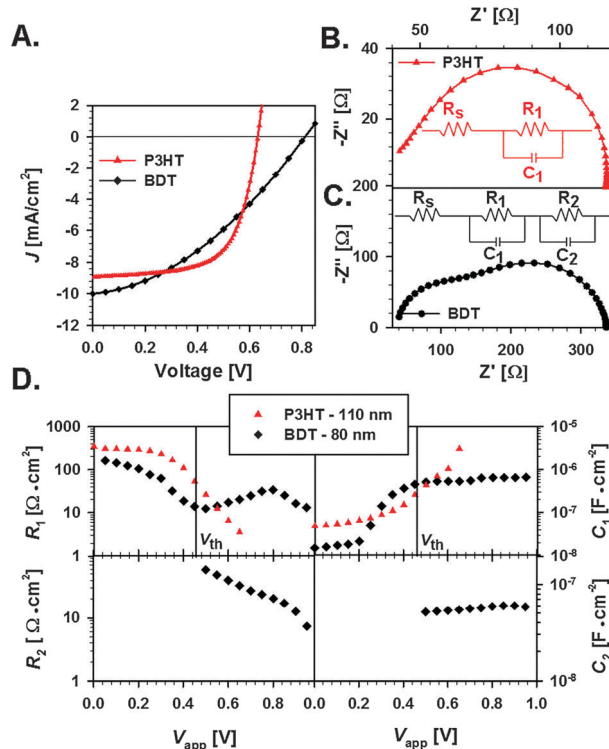 A.
J [mA/cm²]
2
0
-2
-4
-6
-8
-10
-12
P3HT
BDT
0.0 0.2 0.4 0.6 0.8
Voltage [V]
Z' [Ω]
50 100
B.
-Z'' [Ω]
40
20
P3HT
Rs R1
C1
C.
-Z'' [Ω]
200
100
0
Rs R1 R2
C1 C2
BDT
100 200 300
Z' [Ω]
D.
P3HT - 110 nm
BDT - 80 nm
R1 [Ω·cm²]
1000
100
10
1
Vth
Vth
C1 [F·cm⁻²]
10⁻⁵
10⁻⁶
10⁻⁷
10⁻⁸
R2 [Ω·cm²]
10
1
C2 [F·cm⁻²]
10⁻⁷
10⁻⁸
0.0 0.2 0.4 0.6 0.8 0.0 0.2 0.4 0.6 0.8 1.0
Vapp [V] Vapp [V]